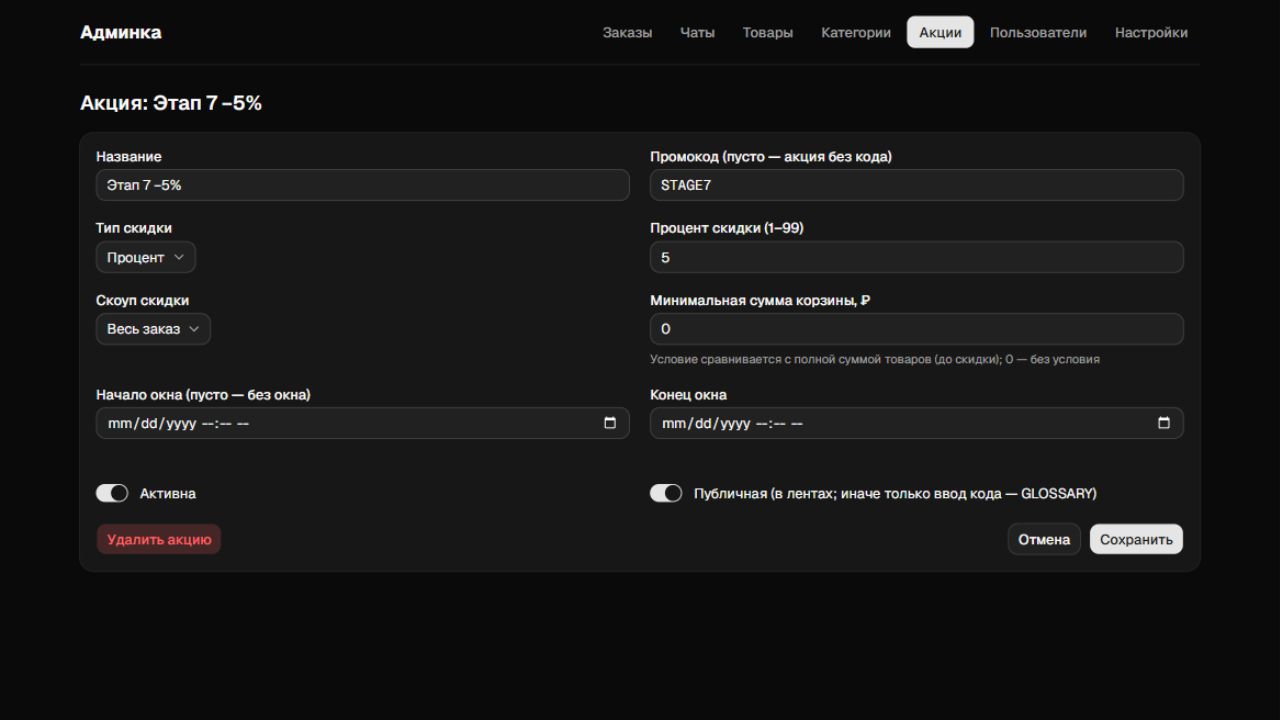 Админка
Заказы Чаты Товары Категории Акции Пользователи Настройки
Акция: Этап 7 −5%
Название Промокод (пусто — акция без кода)
Этап 7 −5% STAGE7
Тип скидки Процент скидки (1–99)
Процент 5
Скоуп скидки Минимальная сумма корзины, ₽
Весь заказ 0
Условие сравнивается с полной суммой товаров (до скидки); 0 — без условия
Начало окна (пусто — без окна) Конец окна
mm/dd/yyyy --:-- -- mm/dd/yyyy --:-- --
Активна Публичная (в лентах; иначе только ввод кода — GLOSSARY)
Удалить акцию Отмена Сохранить